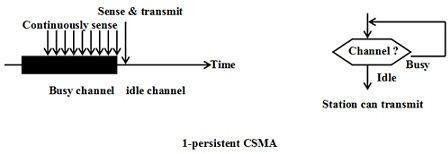 Sense & transmit
Continuously sense
Time
Busy channel idle channel
Channel ?
Busy
Idle
Station can transmit
1-persistent CSMA